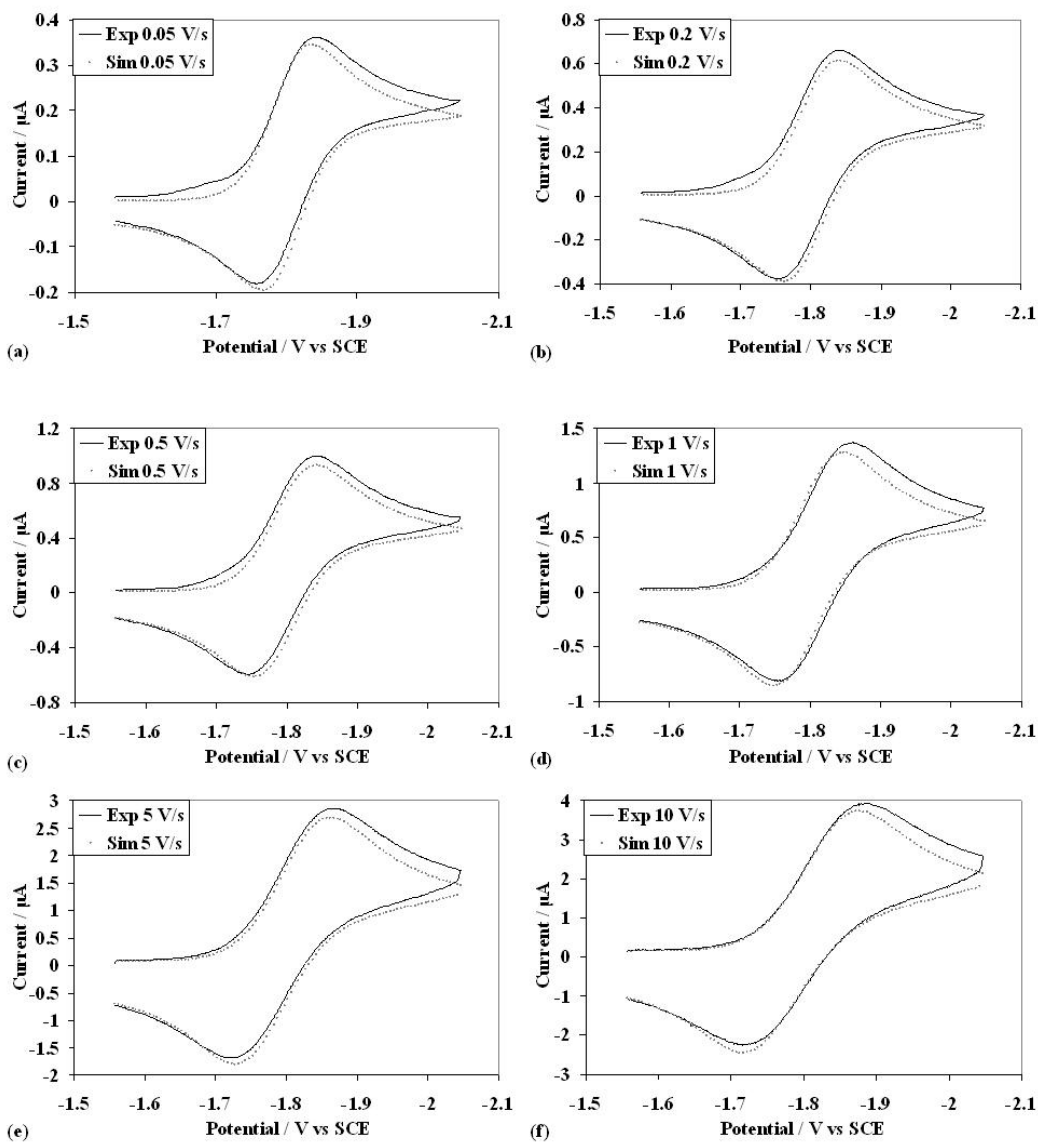 Exp 0.05 V/s
Sim 0.05 V/s
0.4
0.3
0.2
0.1
0
-0.1
-0.2
Current / µA
-1.5
-1.7
-1.9
-2.1
Potential / V vs SCE
(a)
Exp 0.2 V/s
Sim 0.2 V/s
0.8
0.6
0.4
0.2
0
-0.2
-0.4
Current / µA
-1.5
-1.6
-1.7
-1.8
-1.9
-2
-2.1
Potential / V vs SCE
(b)
Exp 0.5 V/s
Sim 0.5 V/s
1.2
0.8
0.4
0
-0.4
-0.8
Current / µA
-1.5
-1.6
-1.7
-1.8
-1.9
-2
-2.1
Potential / V vs SCE
(c)
Exp 1 V/s
Sim 1 V/s
1.5
1
0.5
0
-0.5
-1
Current / µA
-1.5
-1.6
-1.7
-1.8
-1.9
-2
-2.1
Potential / V vs SCE
(d)
Exp 5 V/s
Sim 5 V/s
3
2.5
2
1.5
1
0.5
0
-0.5
-1
-1.5
-2
Current / µA
-1.5
-1.6
-1.7
-1.8
-1.9
-2
-2.1
Potential / V vs SCE
(e)
Exp 10 V/s
Sim 10 V/s
4
3
2
1
0
-1
-2
-3
Current / µA
-1.5
-1.6
-1.7
-1.8
-1.9
-2
-2.1
Potential / V vs SCE
(f)